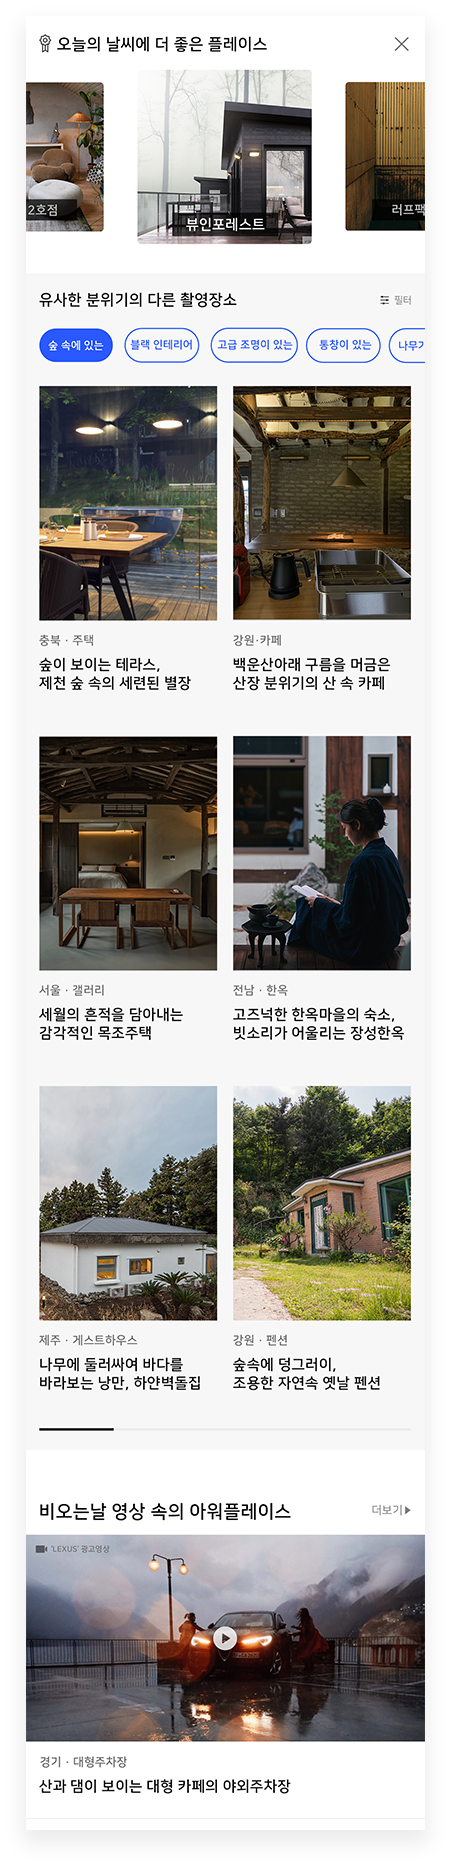 오늘의 날씨에 더 좋은 플레이스
2호점
뷰인포레스트
러프팩
유사한 분위기의 다른 촬영장소
필터
숲 속에 있는
블랙 인테리어
고급 조명이 있는
통창이 있는
나무기
충북 · 주택
숲이 보이는 테라스,
제천 숲 속의 세련된 별장
강원·카페
백운산아래 구름을 머금은
산장 분위기의 산 속 카페
서울 · 갤러리
세월의 흔적을 담아내는
감각적인 목조주택
전남 · 한옥
고즈넉한 한옥마을의 숙소,
빗소리가 어울리는 장성한옥
제주 · 게스트하우스
나무에 둘러싸여 바다를
바라보는 낭만, 하얀벽돌집
강원 · 펜션
숲속에 덩그러이,
조용한 자연속 옛날 펜션
비오는날 영상 속의 아워플레이스
더보기
'LEXUS' 광고영상
경기 · 대형주차장
산과 댐이 보이는 대형 카페의 야외주차장